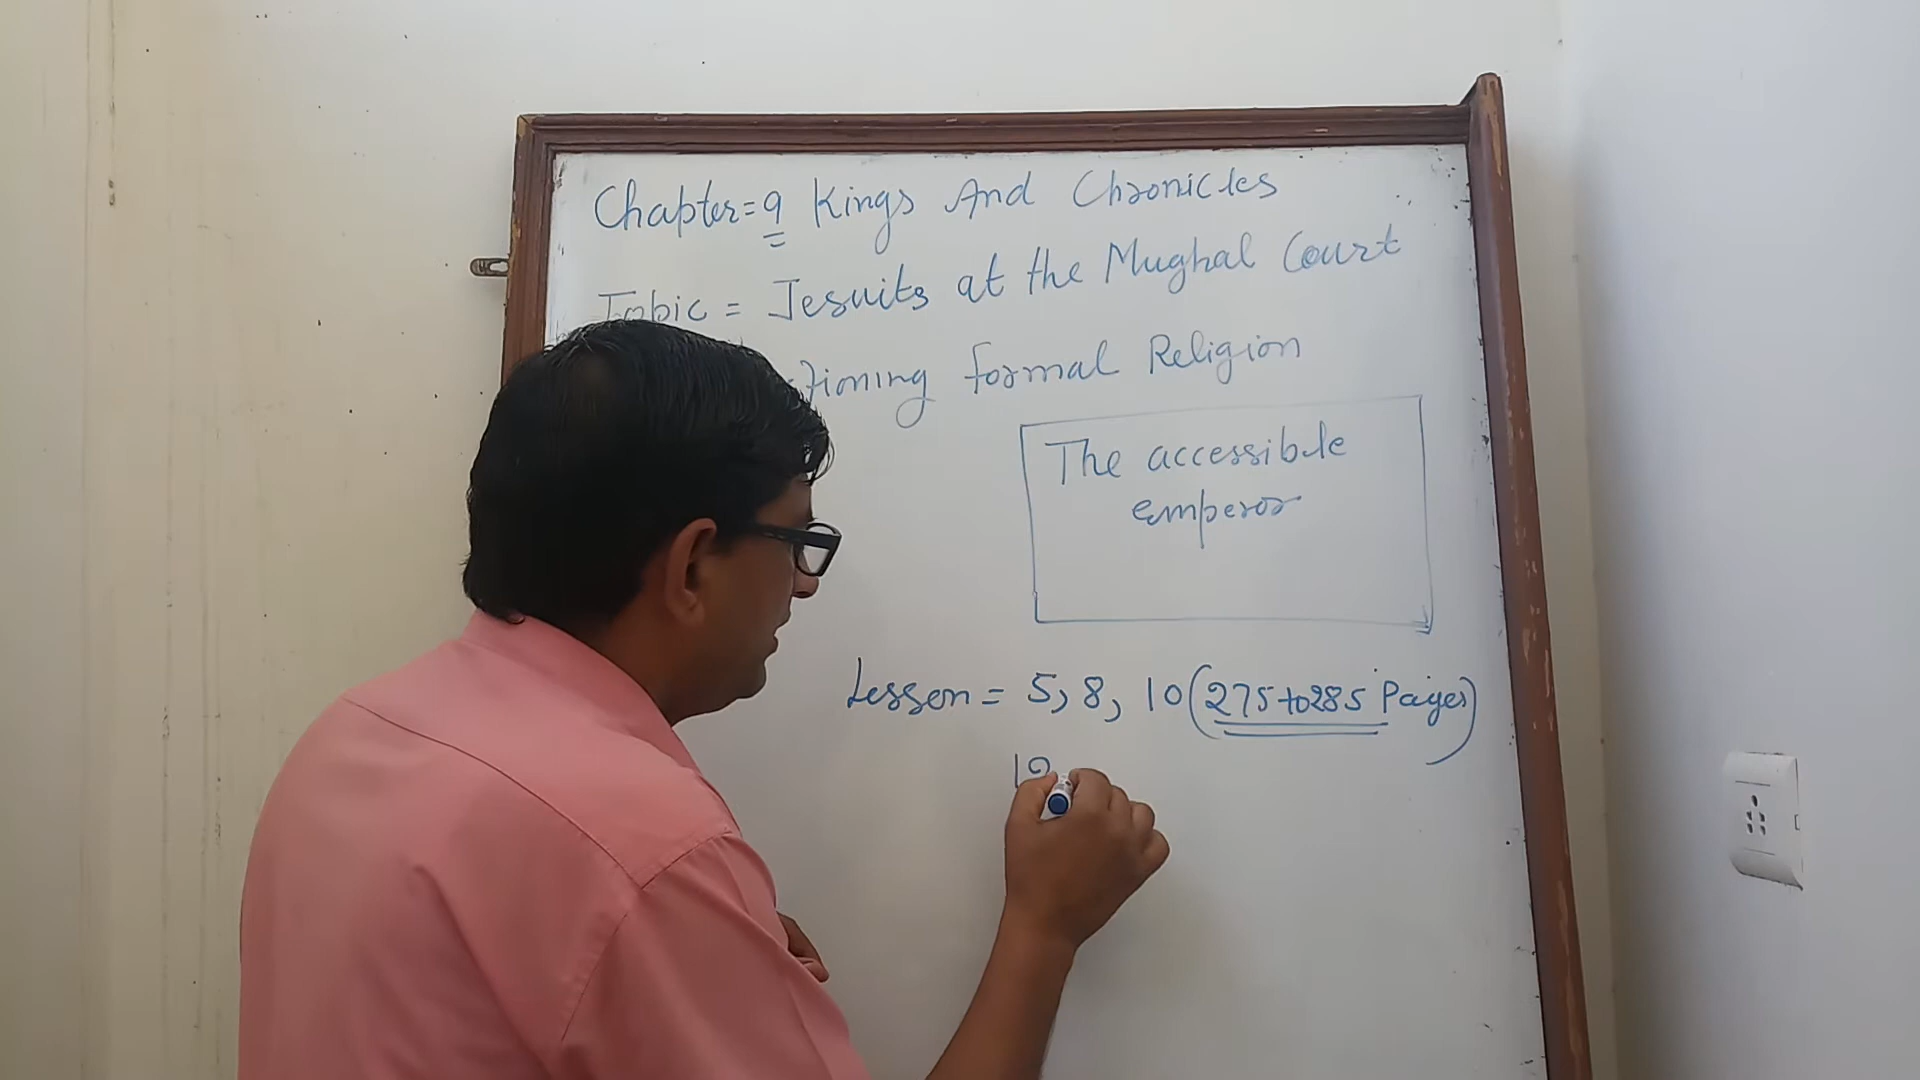 Chapter=9 Kings And Chronicles
Topic = Jesuits at the Mughal Court
tioning formal Religion
The accessible
emperor
Lesson = 5, 8, 10 (275 to 285 Pages)